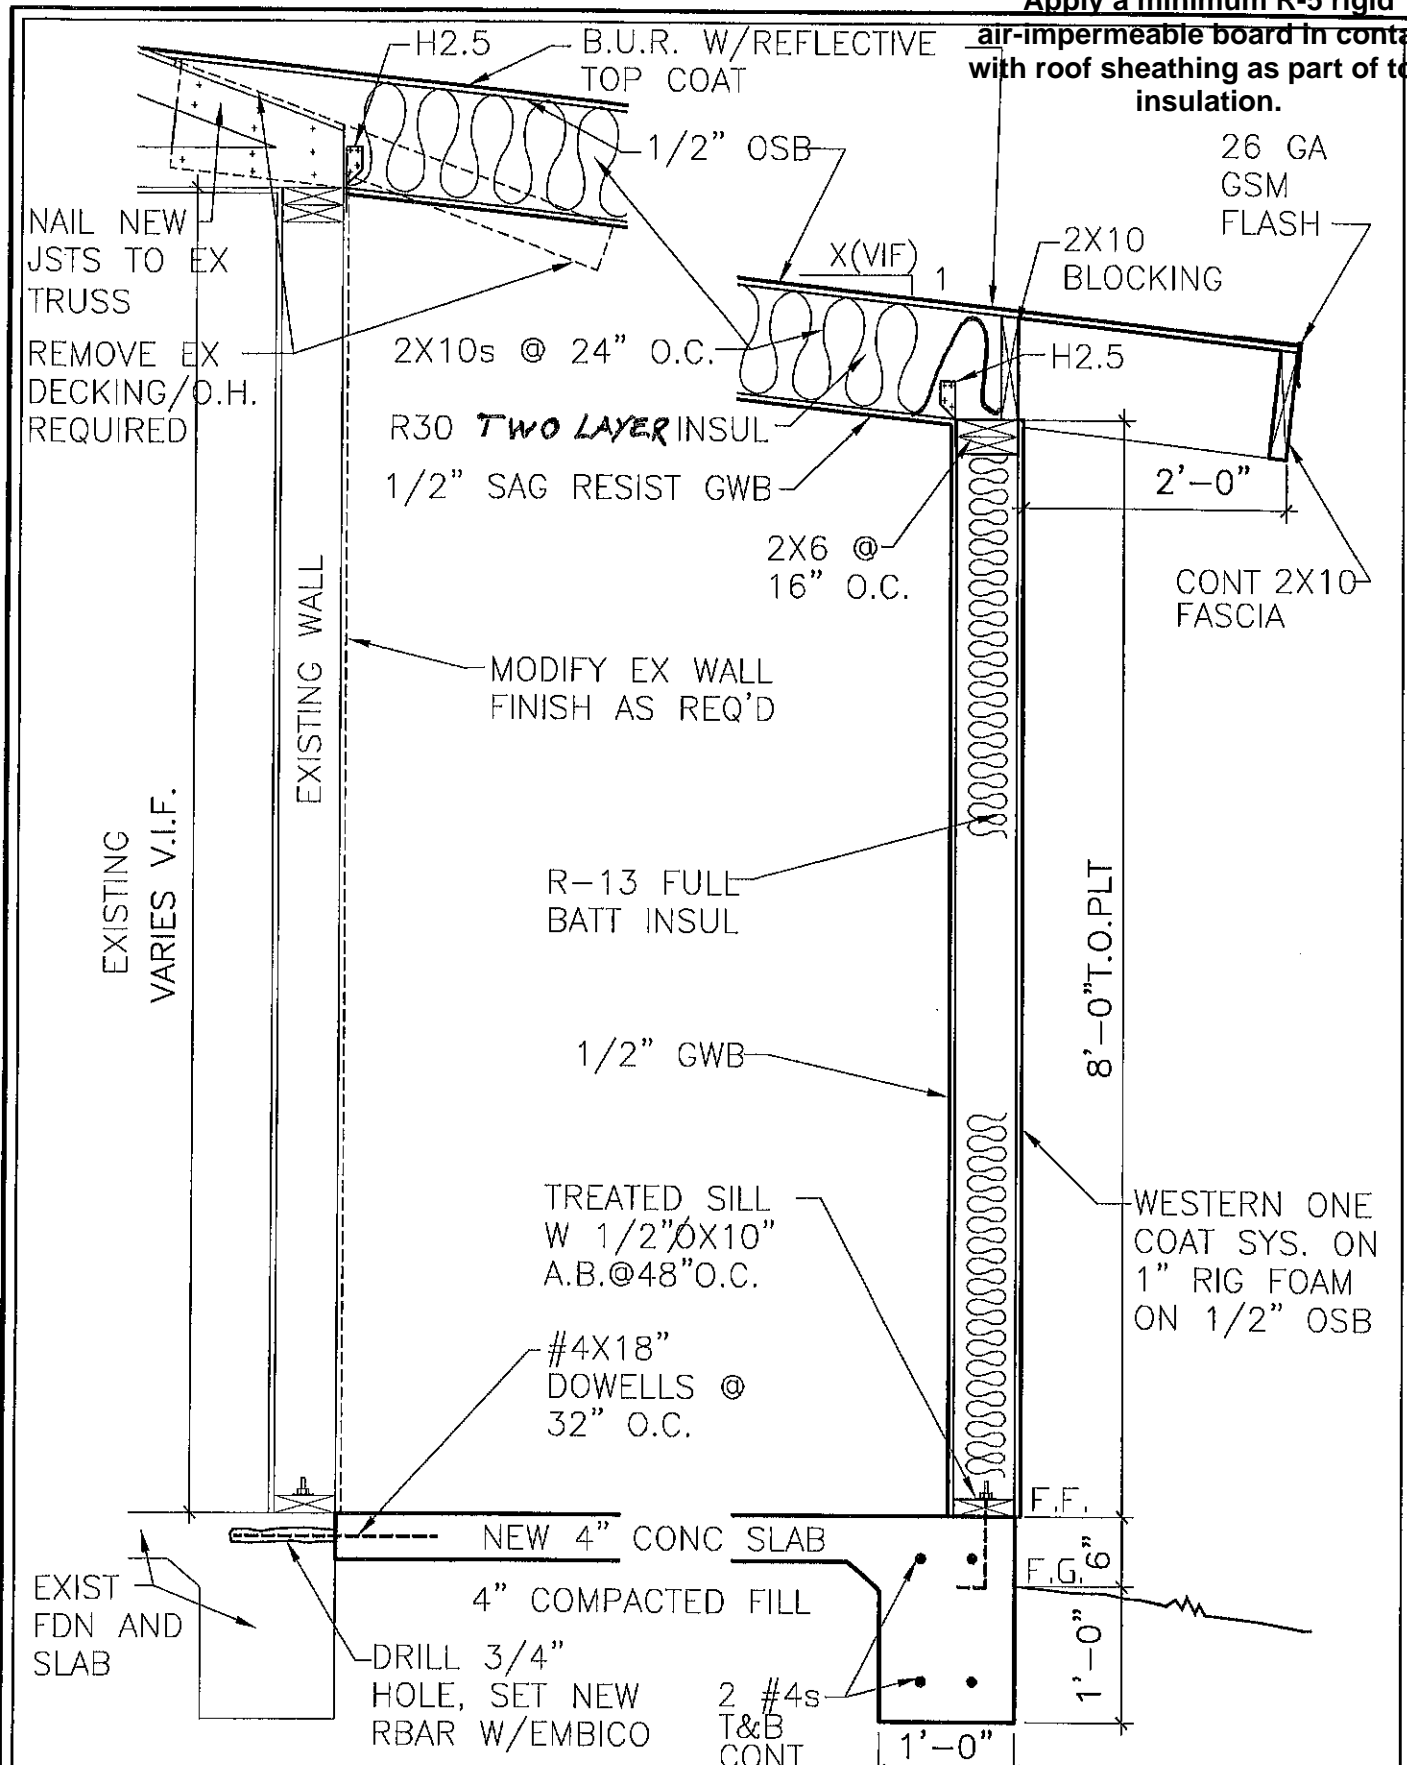 Apply a minimum R-5 rigid
air-impermeable board in
with roof sheathing as part of
insulation.
H2.5
B.U.R. W/REFLECTIVE
TOP COAT
1/2" OSB
26 GA
GSM
FLASH
NAIL NEW
JSTS TO EX
TRUSS
X(VIF)
1
2X10
BLOCKING
REMOVE EX
DECKING/O.H.
REQUIRED
2X10s @ 24" O.C.
H2.5
R30 TWO LAYER INSUL
1/2" SAG RESIST GWB
2'-0"
2X6 @
16" O.C.
CONT 2X10
FASCIA
EXISTING WALL
MODIFY EX WALL
FINISH AS REQ'D
EXISTING
VARIES V.I.F.
R-13 FULL
BATT INSUL
8'-0"T.O.PLT
1/2" GWB
TREATED SILL
W 1/2"ØX10"
A.B.@48"O.C.
WESTERN ONE
COAT SYS. ON
1" RIG FOAM
ON 1/2" OSB
#4X18"
DOWELLS @
32" O.C.
F.F.
NEW 4" CONC SLAB
6"
F.G.
EXIST
FDN AND
SLAB
4" COMPACTED FILL
1'-0"
DRILL 3/4"
HOLE, SET NEW
RBAR W/EMBICO
2 #4s
T&B
CONT
1'-0"